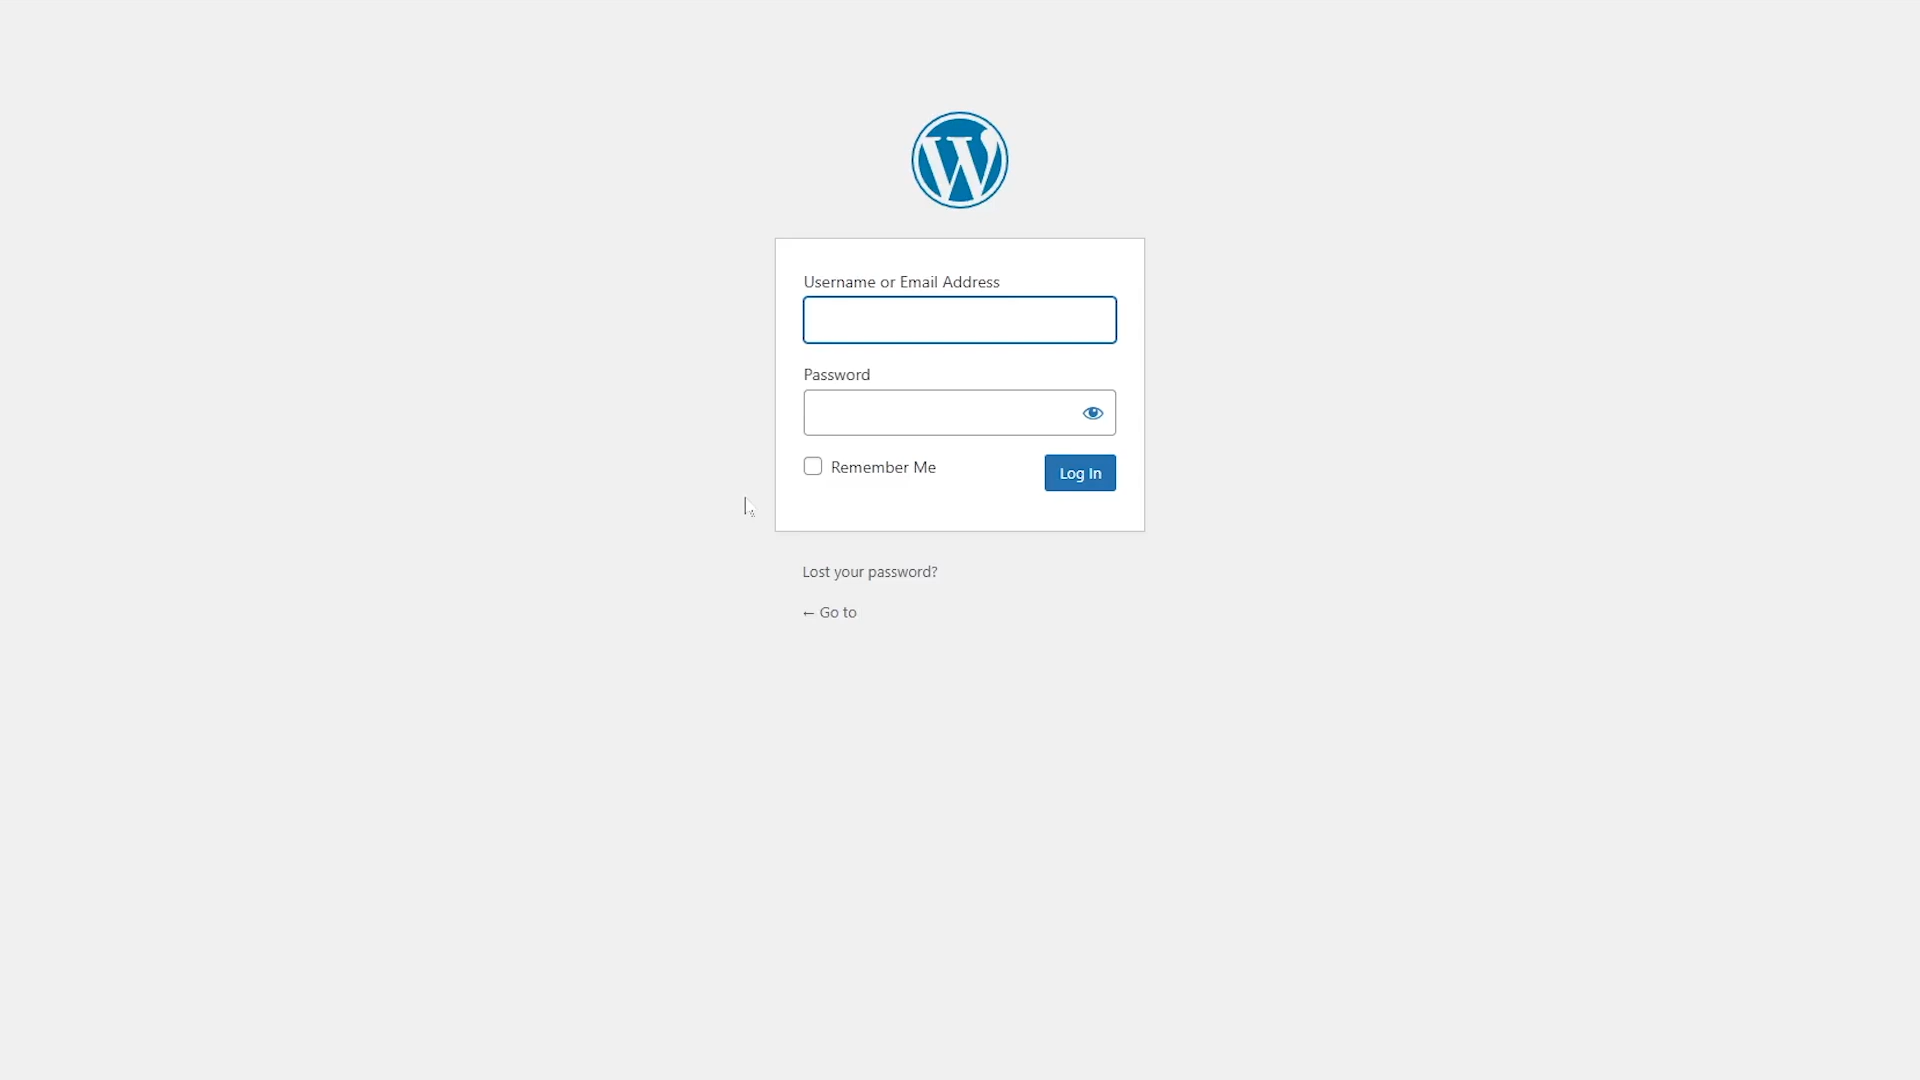 Username or Email Address
Password
Remember Me
Log In
Lost your password?
← Go to